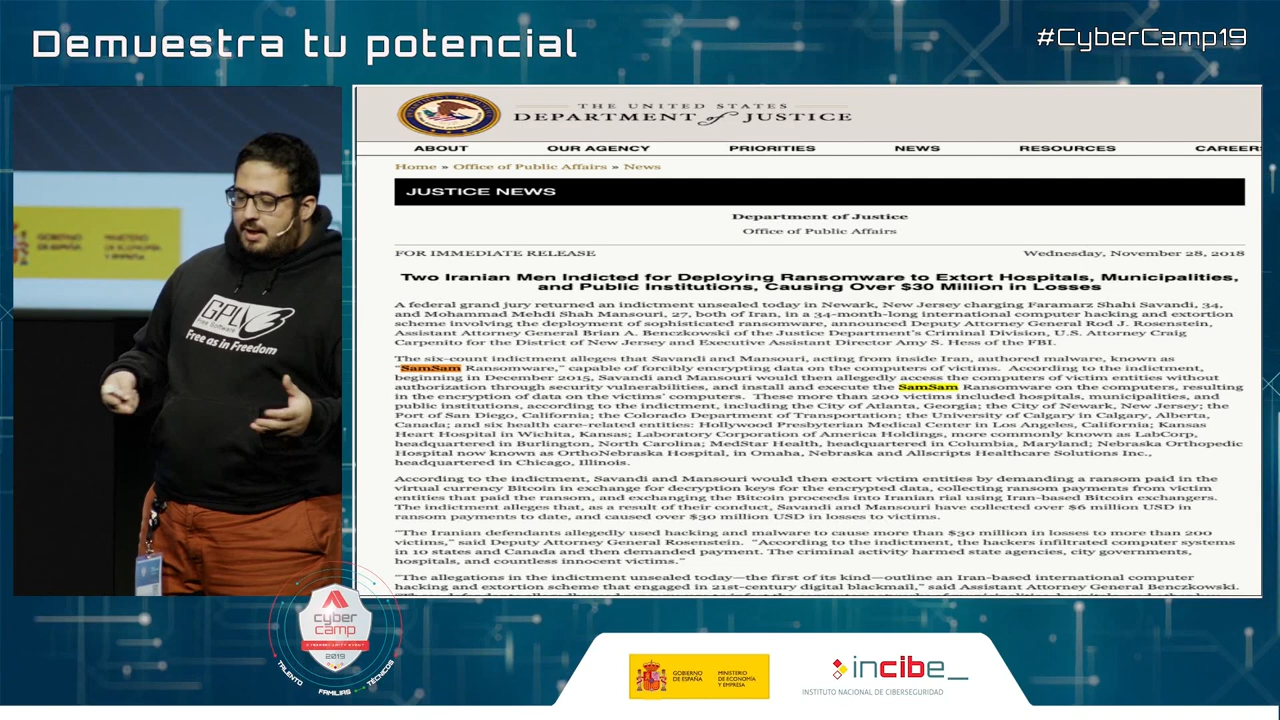 Demuestra tu potencial
#CyberCamp19
THE UNITED STATES
DEPARTMENT of JUSTICE
ABOUT OUR AGENCY PRIORITIES NEWS RESOURCES CAREER
Home » Office of Public Affairs » News
JUSTICE NEWS
Department of Justice
Office of Public Affairs
FOR IMMEDIATE RELEASE Wednesday, November 28, 2018
Two Iranian Men Indicted for Deploying Ransomware to Extort Hospitals, Municipalities,
and Public Institutions, Causing Over $30 Million in Losses
A federal grand jury returned an indictment unsealed today in Newark, New Jersey charging Faramarz Shahi Savandi, 34,
and Mohammad Mehdi Shah Mansouri, 27, both of Iran, in a 34-month-long international computer hacking and extortion
scheme involving the deployment of sophisticated ransomware, announced Deputy Attorney General Rod J. Rosenstein,
Assistant Attorney General Brian A. Benczkowski of the Justice Department's Criminal Division, U.S. Attorney Craig
Carpenito for the District of New Jersey and Executive Assistant Director Amy S. Hess of the FBI.
The six-count indictment alleges that Savandi and Mansouri, acting from inside Iran, authored malware, known as
"SamSam Ransomware," capable of forcibly encrypting data on the computers of victims. According to the indictment,
beginning in December 2015, Savandi and Mansouri would then allegedly access the computers of victim entities without
authorization through security vulnerabilities, and install and execute the SamSam Ransomware on the computers, resulting
in the encryption of data on the victims' computers. These more than 200 victims included hospitals, municipalities, and
public institutions, according to the indictment, including the City of Atlanta, Georgia; the City of Newark, New Jersey; the
Port of San Diego, California; the Colorado Department of Transportation; the University of Calgary in Calgary, Alberta,
Canada; and six health care-related entities: Hollywood Presbyterian Medical Center in Los Angeles, California; Kansas
Heart Hospital in Wichita, Kansas; Laboratory Corporation of America Holdings, more commonly known as LabCorp,
headquartered in Burlington, North Carolina; MedStar Health, headquartered in Columbia, Maryland; Nebraska Orthopedic
Hospital now known as OrthoNebraska Hospital, in Omaha, Nebraska and Allscripts Healthcare Solutions Inc.,
headquartered in Chicago, Illinois.
According to the indictment, Savandi and Mansouri would then extort victim entities by demanding a ransom paid in the
virtual currency Bitcoin in exchange for decryption keys for the encrypted data, collecting ransom payments from victim
entities that paid the ransom, and exchanging the Bitcoin proceeds into Iranian rial using Iran-based Bitcoin exchangers.
The indictment alleges that, as a result of their conduct, Savandi and Mansouri have collected over $6 million USD in
ransom payments to date, and caused over $30 million USD in losses to victims.
"The Iranian defendants allegedly used hacking and malware to cause more than $30 million in losses to more than 200
victims," said Deputy Attorney General Rosenstein. "According to the indictment, the hackers infiltrated computer systems
in 10 states and Canada and then demanded payment. The criminal activity harmed state agencies, city governments,
hospitals, and countless innocent victims."
"The allegations in the indictment unsealed today—the first of its kind—outline an Iran-based international computer
hacking and extortion scheme that engaged in 21st-century digital blackmail," said Assistant Attorney General Benczkowski.
GOBIERNO
DE ESPAÑA
MINISTERIO
DE ECONOMÍA
Y EMPRESA
GPLv3
Free Software
Free as in Freedom
cyber
camp
2019
TALENTO
FAMILIAS
TÉCNICOS
GOBIERNO
DE ESPAÑA
MINISTERIO
DE ECONOMÍA
Y EMPRESA
incibe_
INSTITUTO NACIONAL DE CIBERSEGURIDAD